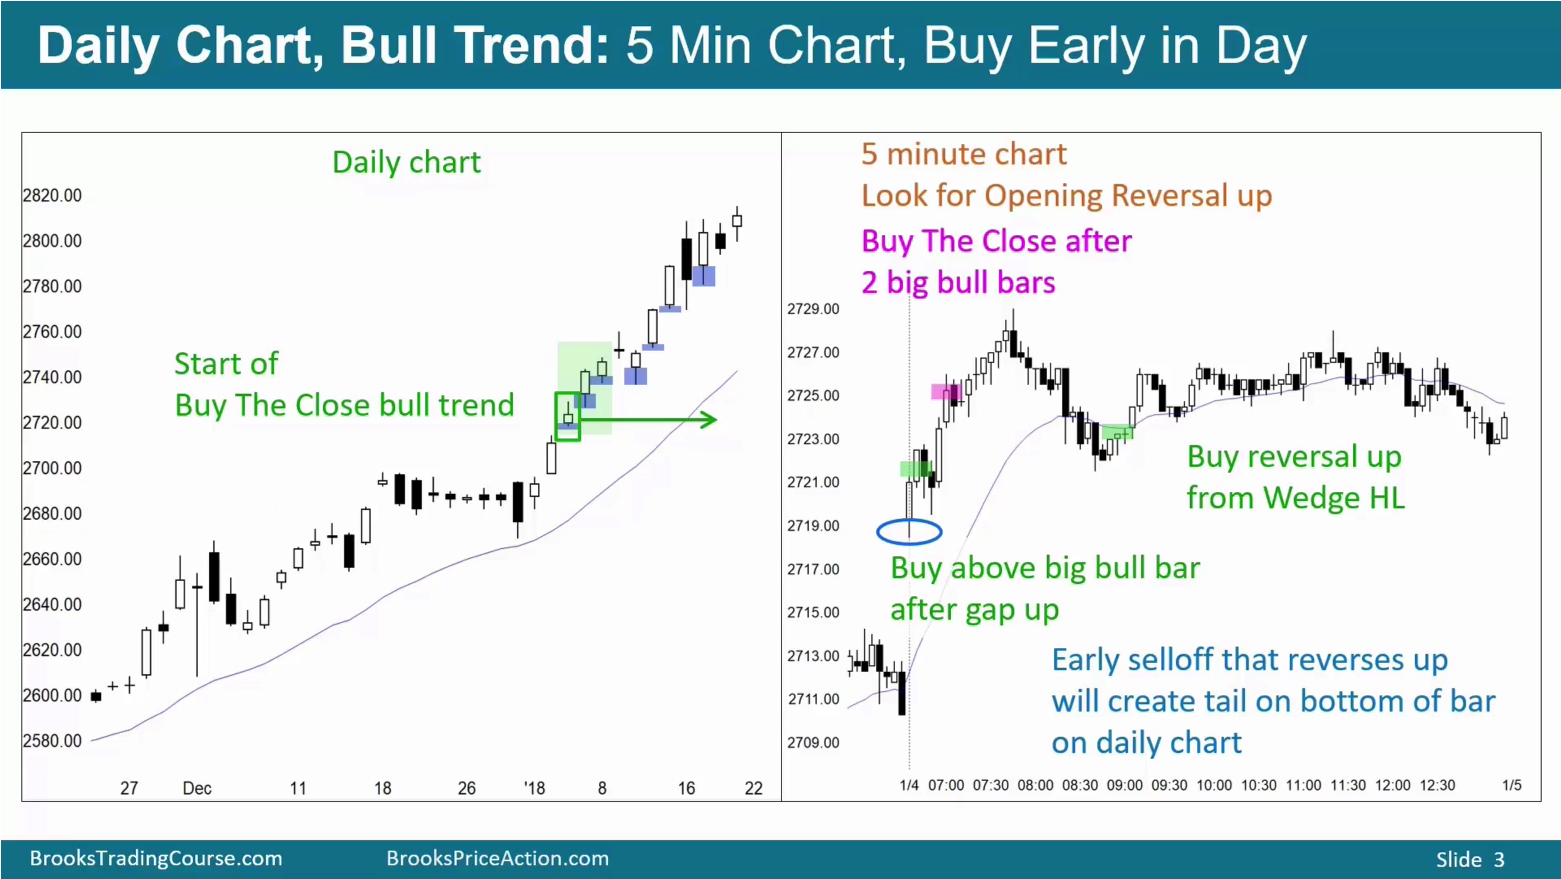 Daily Chart, Bull Trend: 5 Min Chart, Buy Early in Day
Daily chart
2820.00
2800.00
2780.00
2760.00
2740.00
2720.00
2700.00
2680.00
2660.00
2640.00
2620.00
2600.00
2580.00
Start of
Buy The Close bull trend
27 Dec 11 18 26 '18 8 16 22
5 minute chart
Look for Opening Reversal up
Buy The Close after
2 big bull bars
2729.00
2727.00
2725.00
2723.00
2721.00
2719.00
2717.00
2715.00
2713.00
2711.00
2709.00
Buy reversal up
from Wedge HL
Buy above big bull bar
after gap up
Early selloff that reverses up
will create tail on bottom of bar
on daily chart
1/4 07:00 07:30 08:00 08:30 09:00 09:30 10:00 10:30 11:00 11:30 12:00 12:30 1/5
BrooksTradingCourse.com BrooksPriceAction.com Slide 3